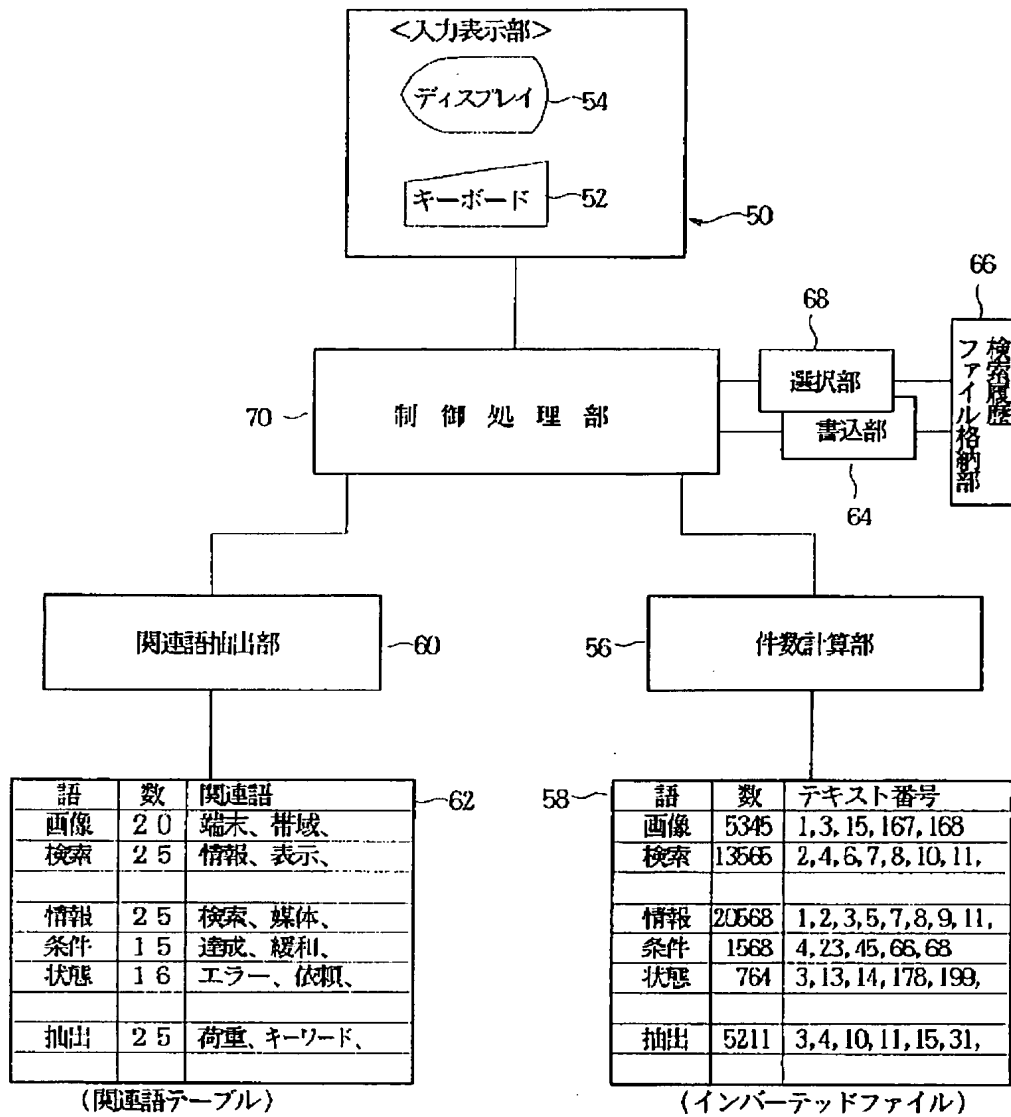 <入力表示部>
ディスプレイ
54
キーボード
52
50
66
68
検索履歴
ファイル格納部
選択部
70
制御処理部
書込部
64
関連語抽出部
60
56
件数計算部
62
語 数 関連語
画像 20 端末、帯域、
検索 25 情報、表示、
情報 25 検索、媒体、
条件 15 達成、緩和、
状態 16 エラー、依頼、
抽出 25 荷重、キーワード、
(関連語テーブル)
58
語 数 テキスト番号
画像 5345 1,3,15,167,168
検索 13565 2,4,6,7,8,10,11,
情報 20568 1,2,3,5,7,8,9,11,
条件 1568 4,23,45,66,68
状態 764 3,13,14,178,199,
抽出 5211 3,4,10,11,15,31,
(インバーテッドファイル)